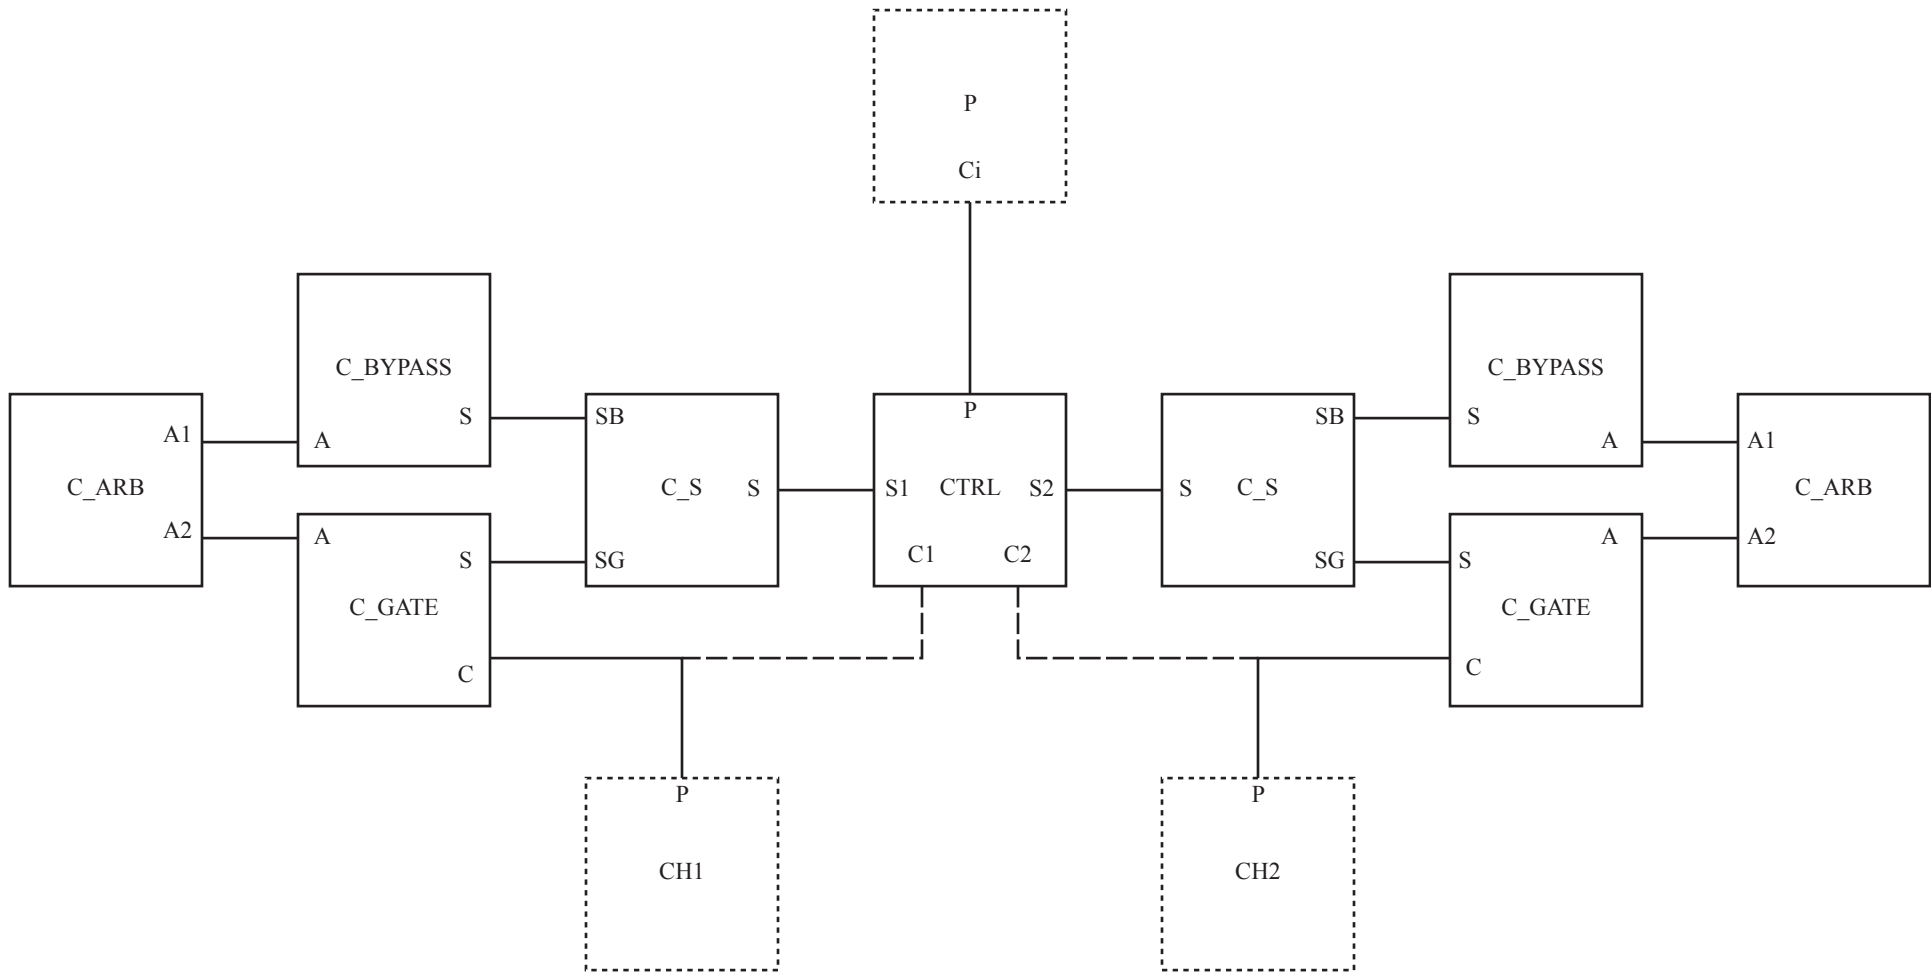 P
Ci
C_BYPASS
S
A
C_ARB
A1
A2
C_GATE
A
S
C
C_S
SB
SG
S
CTRL
P
S1
S2
C1
C2
C_S
S
SB
SG
C_BYPASS
S
A
C_GATE
A
S
C
C_ARB
A1
A2
P
CH1
P
CH2